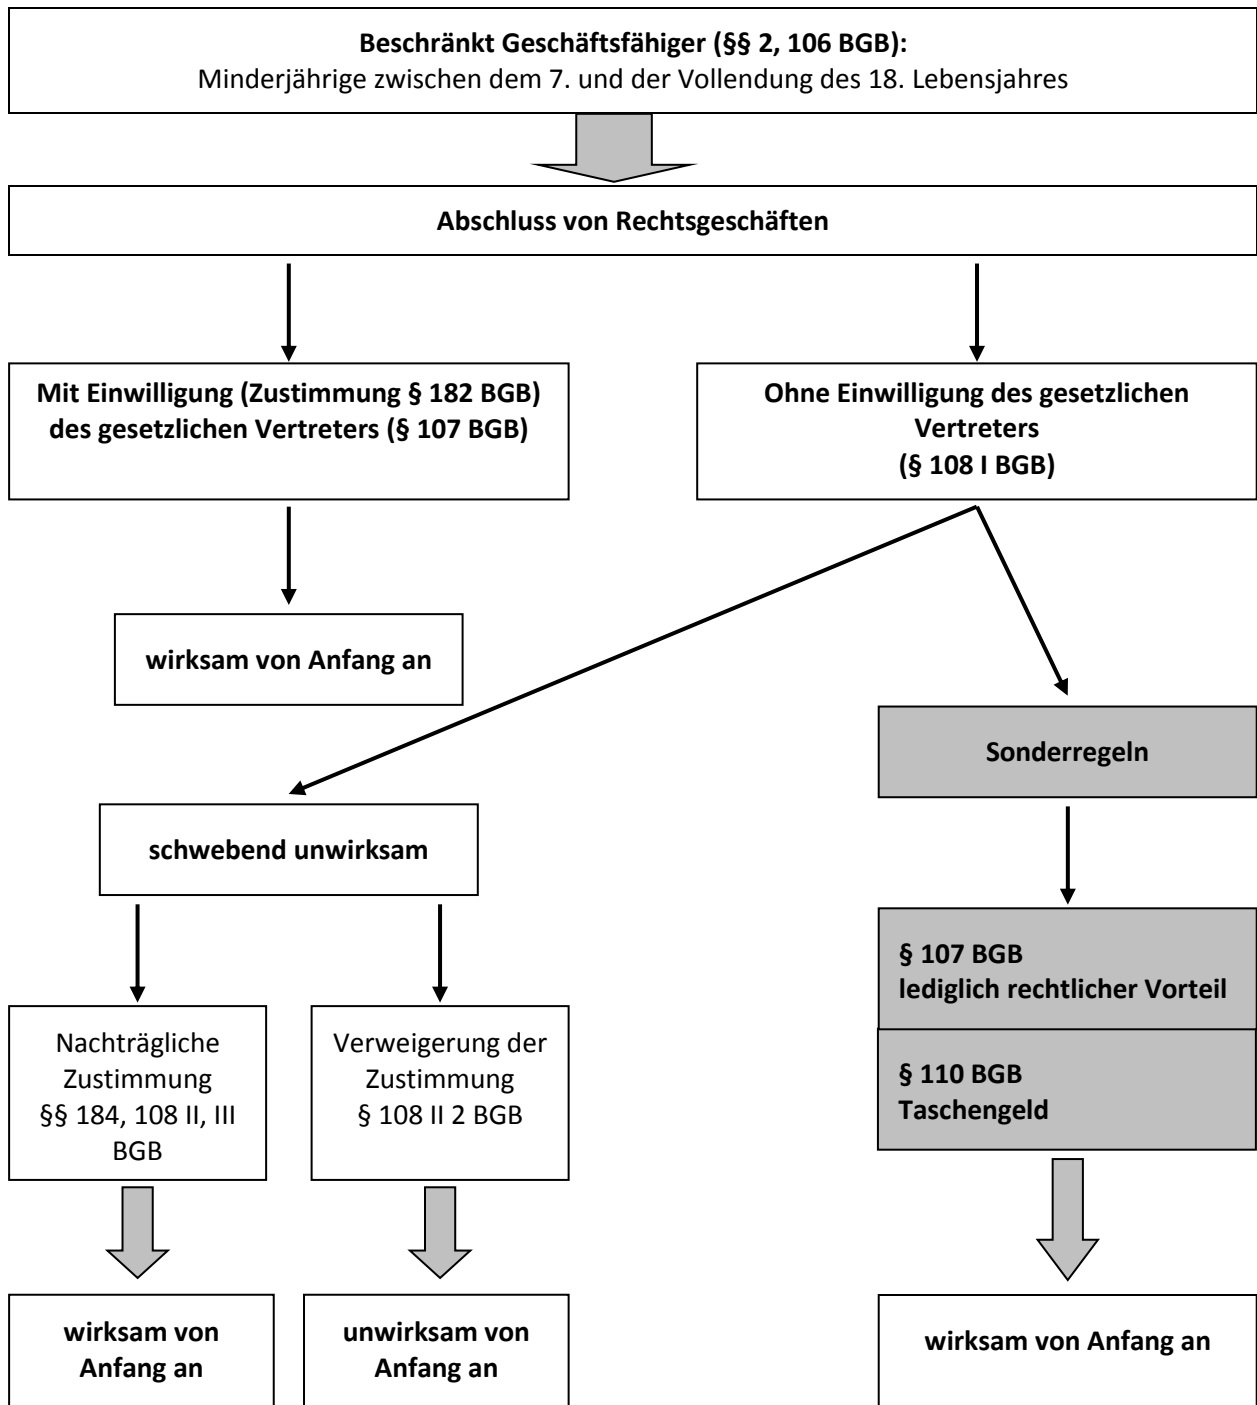 Beschränkt Geschäftsfähiger (§§ 2, 106 BGB):
Minderjährige zwischen dem 7. und der Vollendung des 18. Lebensjahres
Abschluss von Rechtsgeschäften
Mit Einwilligung (Zustimmung § 182 BGB)
des gesetzlichen Vertreters (§ 107 BGB)
Ohne Einwilligung des gesetzlichen
Vertreters
(§ 108 I BGB)
wirksam von Anfang an
Sonderregeln
schwebend unwirksam
§ 107 BGB
lediglich rechtlicher Vorteil
§ 110 BGB
Taschengeld
Nachträgliche
Zustimmung
§§ 184, 108 II, III
BGB
Verweigerung der
Zustimmung
§ 108 II 2 BGB
wirksam von
Anfang an
unwirksam von
Anfang an
wirksam von Anfang an